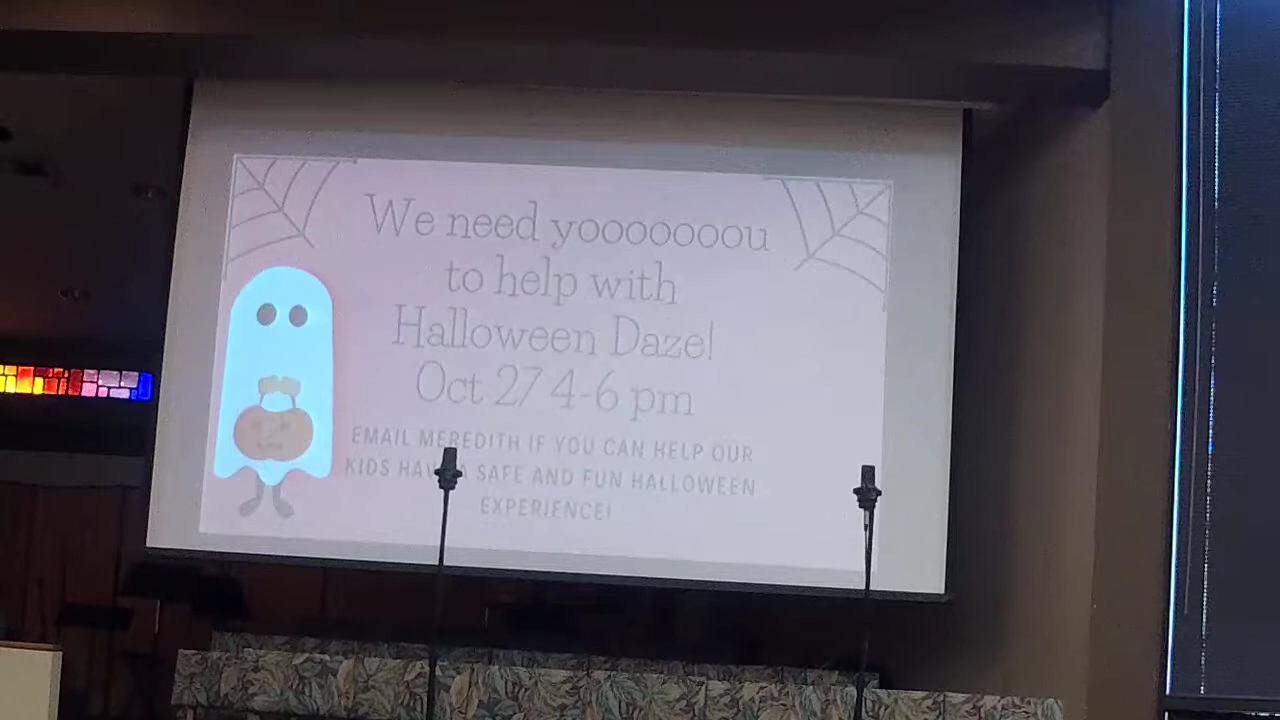 We need yoooooooou
to help with
Halloween Daze!
Oct 27 4-6 pm
EMAIL MEREDITH IF YOU CAN HELP OUR
KIDS HAVE A SAFE AND FUN HALLOWEEN
EXPERIENCE!